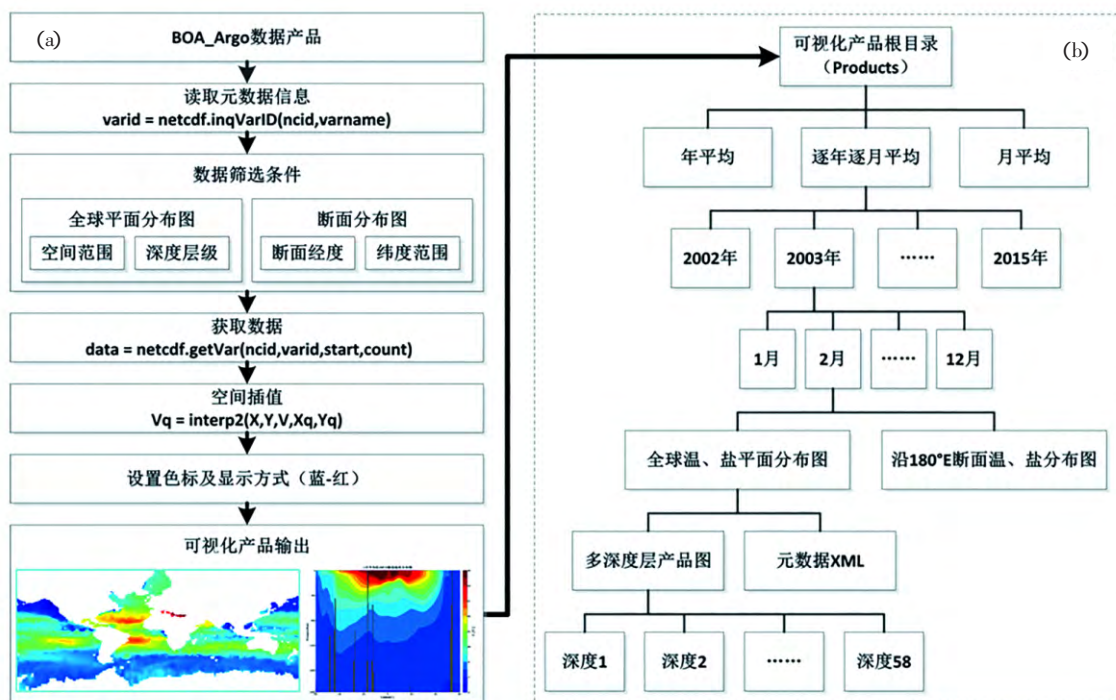 (a)
BOA_Argo数据产品
读取元数据信息
varid = netcdf.inqVarID(ncid,varname)
数据筛选条件
全球平面分布图
空间范围
深度层级
断面分布图
断面经度
纬度范围
获取数据
data = netcdf.getVar(ncid,varid,start,count)
空间插值
Vq = interp2(X,Y,V,Xq,Yq)
设置色标及显示方式（蓝-红）
可视化产品输出
(b)
可视化产品根目录
（Products）
年平均
逐年逐月平均
月平均
2002年
2003年
……
2015年
1月
2月
……
12月
全球温、盐平面分布图
沿180°E断面温、盐分布图
多深度层产品图
元数据XML
深度1
深度2
……
深度58